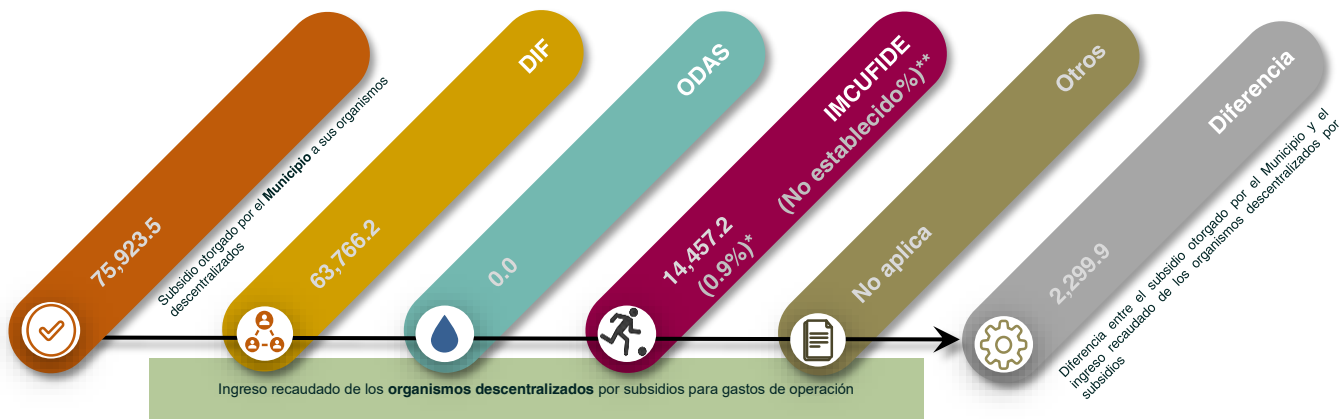 75,923.5
Subsidio otorgado por el Municipio a sus organismos
descentralizados
DIF
63,766.2
ODAS
0.0
IMCUFIDE
(No establecido%)**
14,457.2
(0.9%)*
Otros
No aplica
Diferencia
2,299.9
Diferencia entre el subsidio otorgado por el Municipio y el
ingreso recaudado de los organismos descentralizados por
subsidios
Ingreso recaudado de los organismos descentralizados por subsidios para gastos de operación